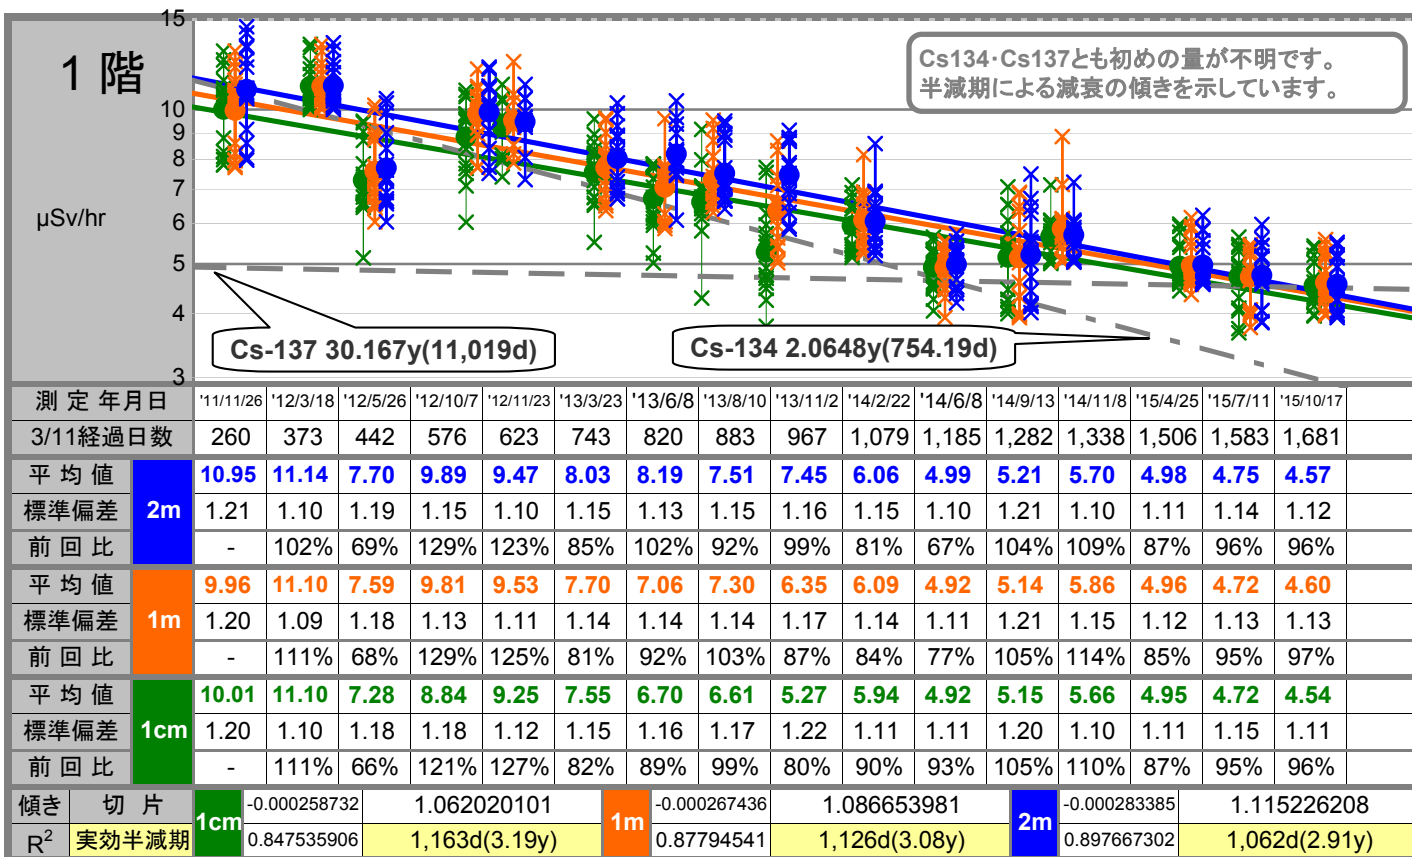 15
1 階
Cs134・Cs137とも初めの量が不明です。
半減期による減衰の傾きを示しています。
10
9
8
7
6
μSv/hr
5
4
3
Cs-137 30.167y(11,019d)
Cs-134 2.0648y(754.19d)
測 定 年月日 '11/11/26 '12/3/18 '12/5/26 '12/10/7 '12/11/23 '13/3/23 '13/6/8 '13/8/10 '13/11/2 '14/2/22 '14/6/8 '14/9/13 '14/11/8 '15/4/25 '15/7/11 '15/10/17
3/11経過日数 260 373 442 576 623 743 820 883 967 1,079 1,185 1,282 1,338 1,506 1,583 1,681
平 均 値 10.95 11.14 7.70 9.89 9.47 8.03 8.19 7.51 7.45 6.06 4.99 5.21 5.70 4.98 4.75 4.57
標準偏差 2m 1.21 1.10 1.19 1.15 1.10 1.15 1.13 1.15 1.16 1.15 1.10 1.21 1.10 1.11 1.14 1.12
前 回 比 - 102% 69% 129% 123% 85% 102% 92% 99% 81% 67% 104% 109% 87% 96% 96%
平 均 値 9.96 11.10 7.59 9.81 9.53 7.70 7.06 7.30 6.35 6.09 4.92 5.14 5.86 4.96 4.72 4.60
標準偏差 1m 1.20 1.09 1.18 1.13 1.11 1.14 1.14 1.14 1.17 1.14 1.11 1.21 1.15 1.12 1.13 1.13
前 回 比 - 111% 68% 129% 125% 81% 92% 103% 87% 84% 77% 105% 114% 85% 95% 97%
平 均 値 10.01 11.10 7.28 8.84 9.25 7.55 6.70 6.61 5.27 5.94 4.92 5.15 5.66 4.95 4.72 4.54
標準偏差 1cm 1.20 1.10 1.18 1.18 1.12 1.15 1.16 1.17 1.22 1.11 1.11 1.20 1.10 1.11 1.15 1.11
前 回 比 - 111% 66% 121% 127% 82% 89% 99% 80% 90% 93% 105% 110% 87% 95% 96%
傾き 切 片 1cm -0.000258732 1.062020101 1m -0.000267436 1.086653981 2m -0.000283385 1.115226208
R² 実効半減期 0.847535906 1,163d(3.19y) 0.87794541 1,126d(3.08y) 0.897667302 1,062d(2.91y)